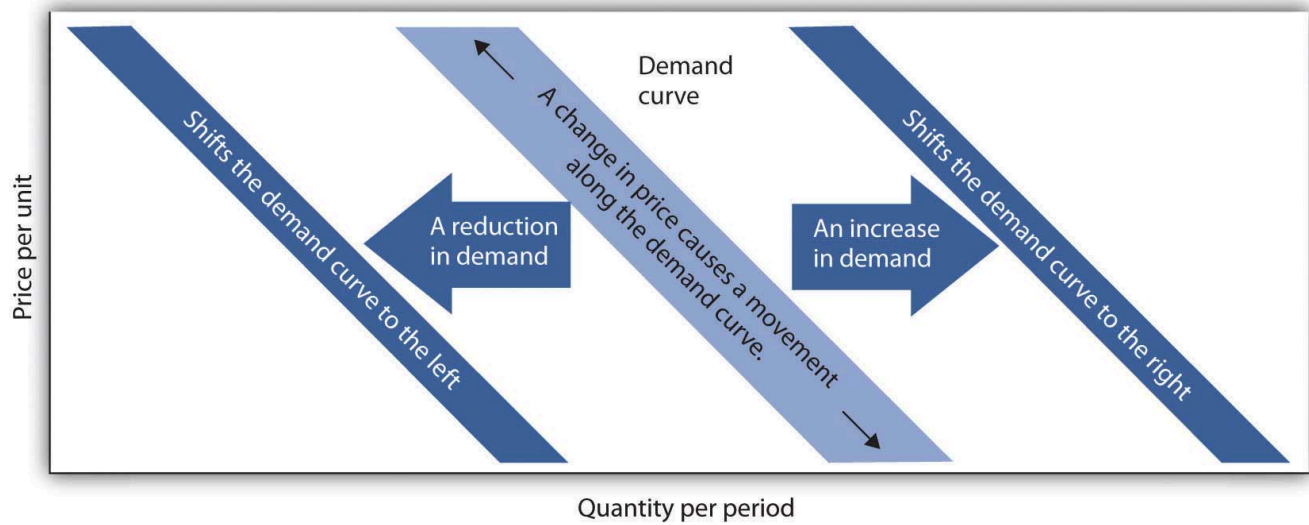 Demand
curve
Shifts the demand curve to the left
A reduction
in demand
A change in price causes a movement
along the demand curve.
An increase
in demand
Shifts the demand curve to the right
Price per unit
Quantity per period